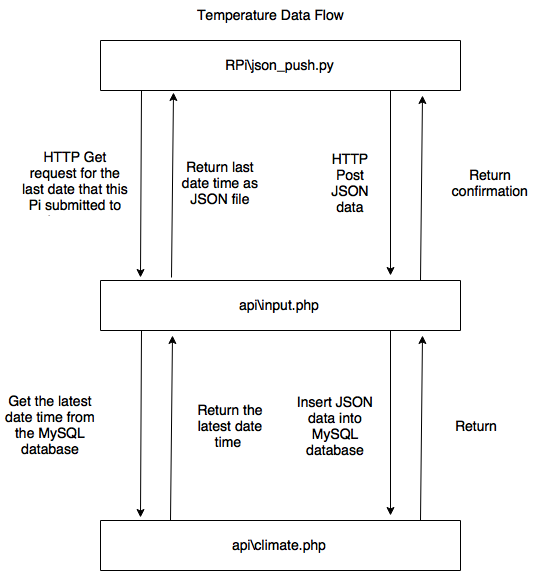 Temperature Data Flow
RPi\json_push.py
HTTP Get
request for the
last date that this
Pi submitted to
Return last
date time as
JSON file
HTTP
Post
JSON
data
Return
confirmation
api\input.php
Get the latest
date time from
the MySQL
database
Return the
latest date
time
Insert JSON
data into
MySQL
database
Return
api\climate.php